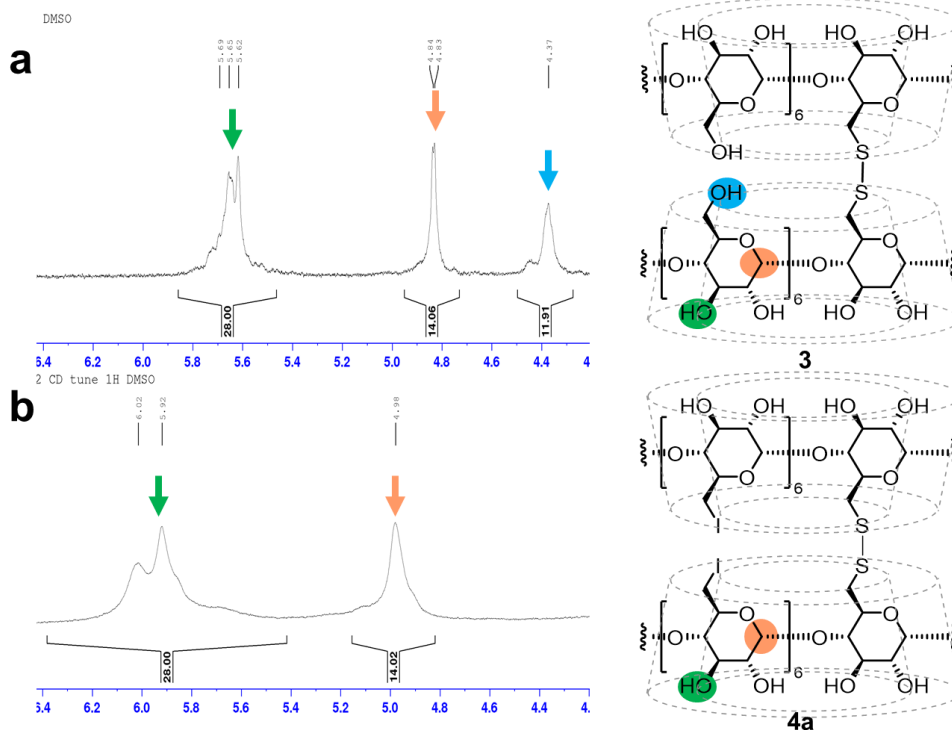 DMSO
a
5.69
5.65
5.62
4.84
4.83
4.37
28.00
14.06
11.91
5.4 6.2 6.0 5.8 5.6 5.4 5.2 5.0 4.8 4.6 4.4 4
HO OH HO OH
O O O O
[ ]6
OH
S
S
OH
O O O O
[ ]6
HO OH HO OH
3
2 CD tune 1H DMSO
b
6.02
5.92
4.98
28.00
14.02
5.4 6.2 6.0 5.8 5.6 5.4 5.2 5.0 4.8 4.6 4.4 4.
HO OH HO OH
O O O O
[ ]6
I
S
S
I
O O O O
[ ]6
HO OH HO OH
4a